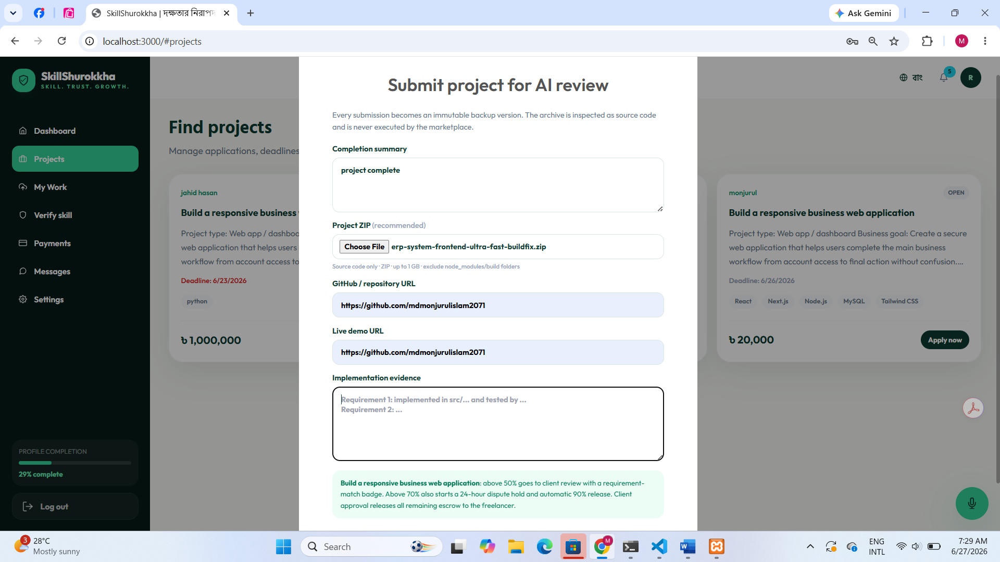 SkillShurokkha | দক্ষতার নিরাপদ
Ask Gemini
localhost:3000/#projects
M
SkillShurokkha
SKILL. TRUST. GROWTH.
Dashboard
Projects
My Work
Verify skill
Payments
Messages
Settings
PROFILE COMPLETION
29% complete
Log out
বাং
5
R
Find projects
Manage applications, deadlines
jahid hasan
Build a responsive business
Project type: Web app / dashboa
web application that helps users
workflow from account access to
Deadline: 6/23/2026
python
৳ 1,000,000
Submit project for AI review
Every submission becomes an immutable backup version. The archive is inspected as source code
and is never executed by the marketplace.
Completion summary
project complete
Project ZIP (recommended)
Choose File erp-system-frontend-ultra-fast-buildfix.zip
Source code only · ZIP · up to 1 GB · exclude node_modules/build folders
GitHub / repository URL
https://github.com/mdmonjurulislam2071
Live demo URL
https://github.com/mdmonjurulislam2071
Implementation evidence
Requirement 1: implemented in src/... and tested by ...
Requirement 2: ...
Build a responsive business web application: above 50% goes to client review with a requirement-
match badge. Above 70% also starts a 24-hour dispute hold and automatic 90% release. Client
approval releases all remaining escrow to the freelancer.
monjurul
OPEN
Build a responsive business web application
Project type: Web app / dashboard Business goal: Create a secure
web application that helps users complete the main business
workflow from account access to final action without confusion....
Deadline: 6/26/2026
React Next.js Node.js MySQL Tailwind CSS
৳ 20,000
Apply now
3
28°C
Mostly sunny
Search
M
ENG
INTL
7:29 AM
6/27/2026